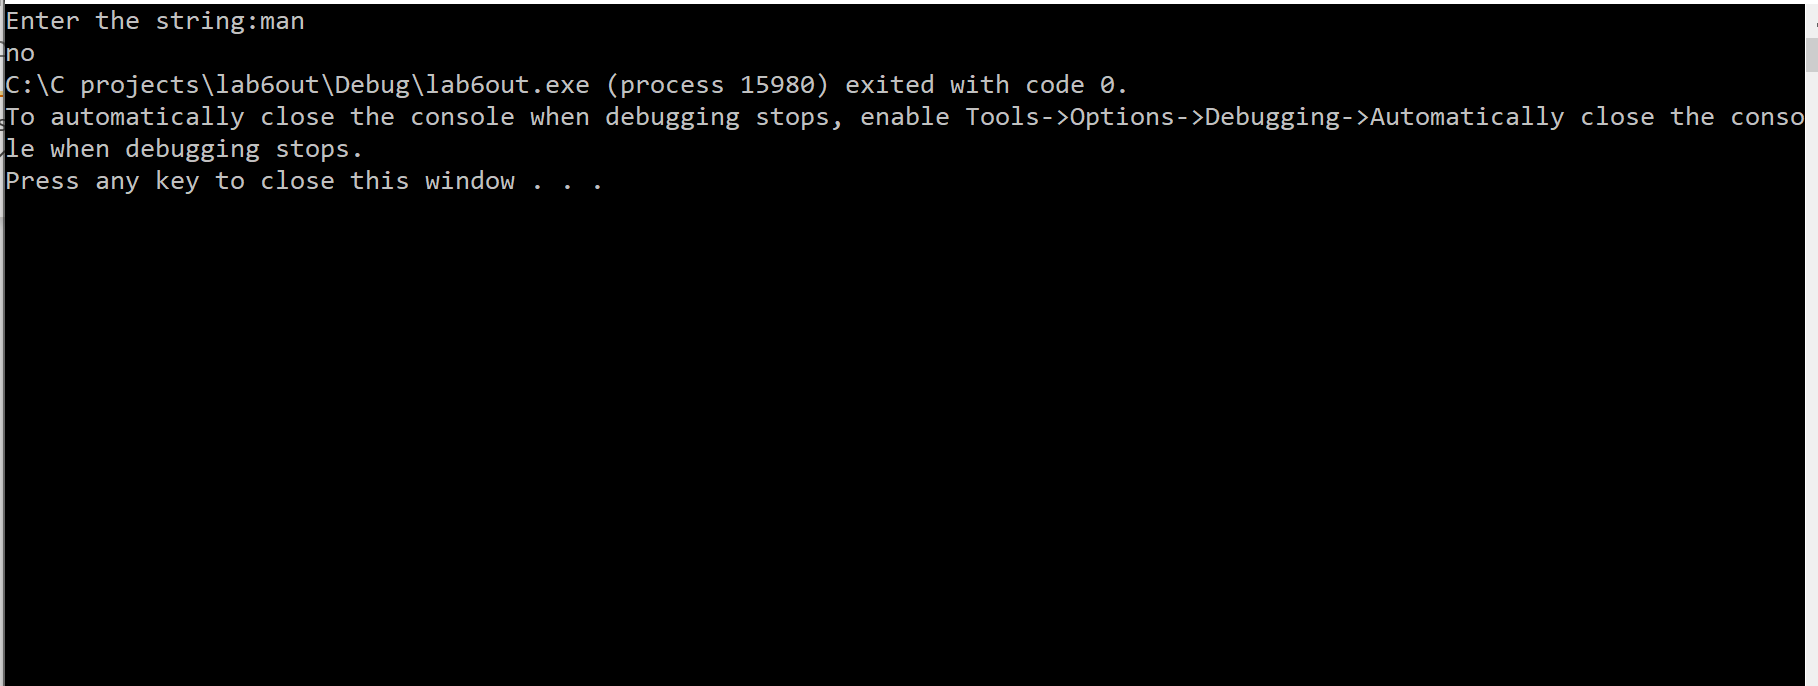 Enter the string:man
no
C:\C projects\lab6out\Debug\lab6out.exe (process 15980) exited with code 0.
To automatically close the console when debugging stops, enable Tools->Options->Debugging->Automatically close the conso
le when debugging stops.
Press any key to close this window . . .